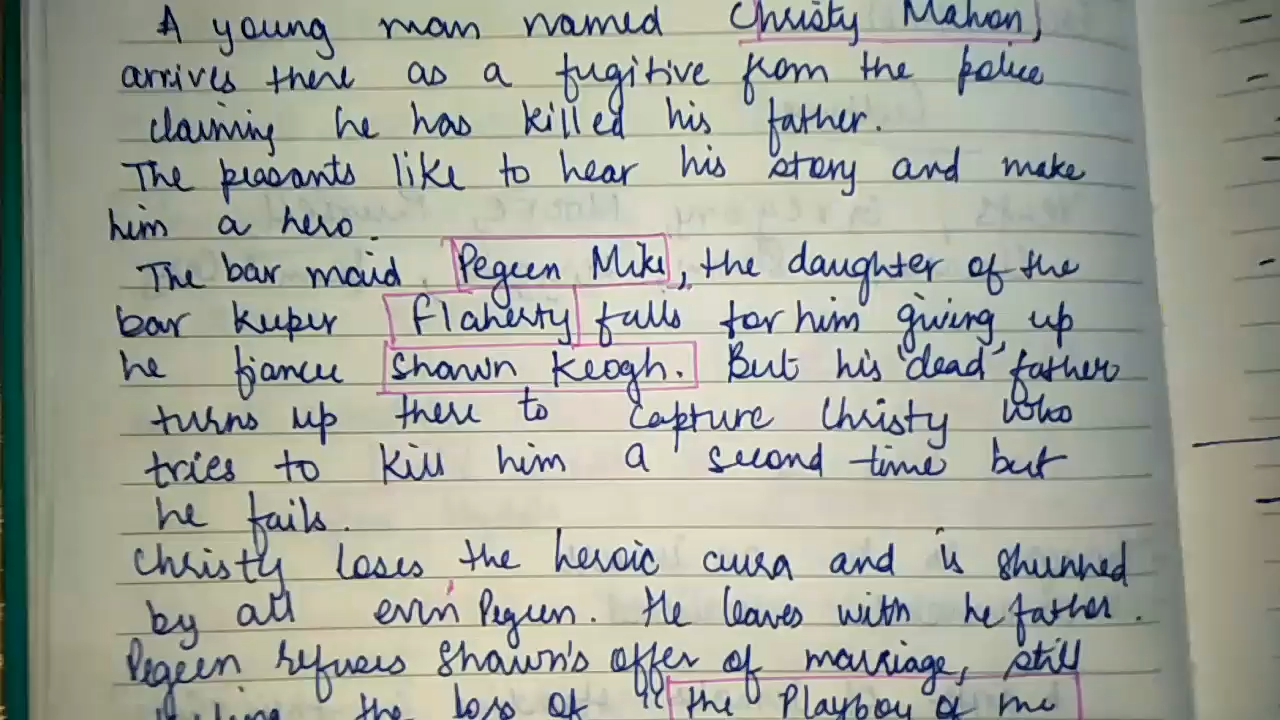 A young man named Christy Mahon,
arrives there as a fugitive from the police
claiming he has killed his father.
The peasants like to hear his story and make
him a hero.
The bar maid, Pegeen Mike, the daughter of the
bar keeper Flaherty falls for him giving up
he fiancee Shawn Keogh. But his 'dead' father
turns up there to capture Christy who
tries to kill him a second time but
he fails.
Christy loses the heroic aura and is shunned
by all even Pegeen. He leaves with he father.
Pegeen refuses Shawn's offer of marriage, still
the loss of "the Playboy of the